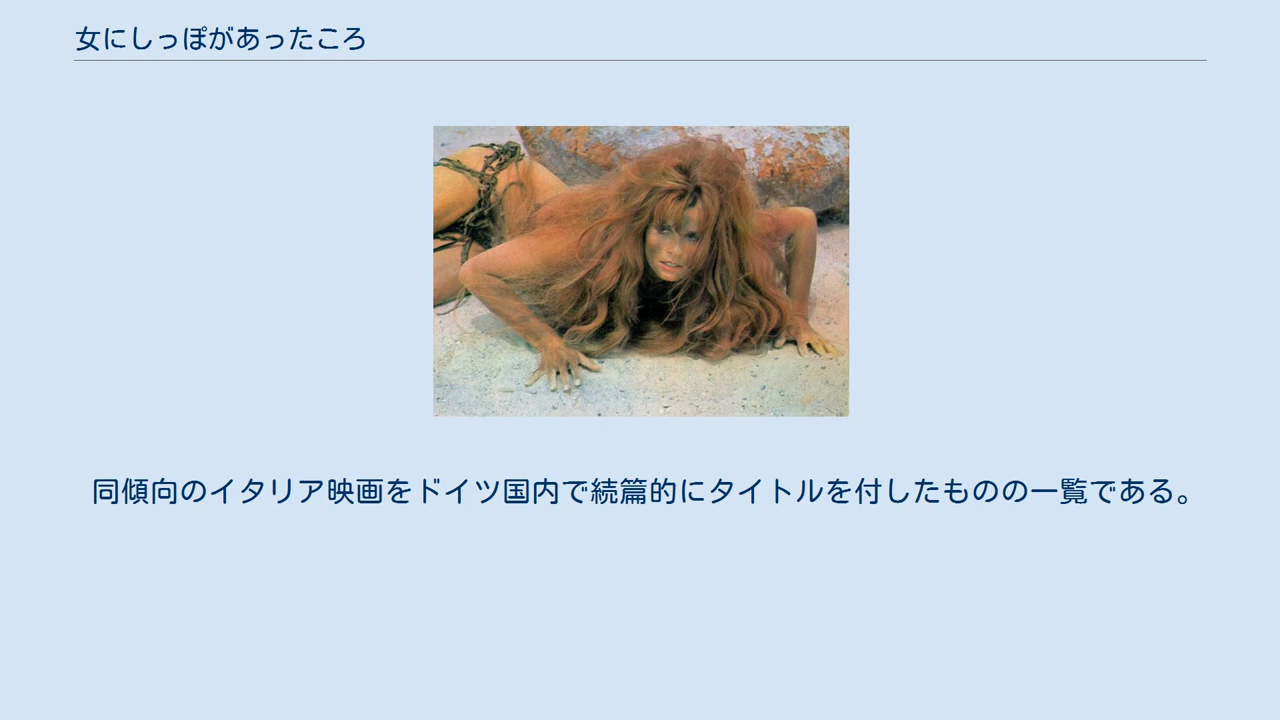 女にしっぽがあったころ
同傾向のイタリア映画をドイツ国内で続篇的にタイトルを付したものの一覧である。